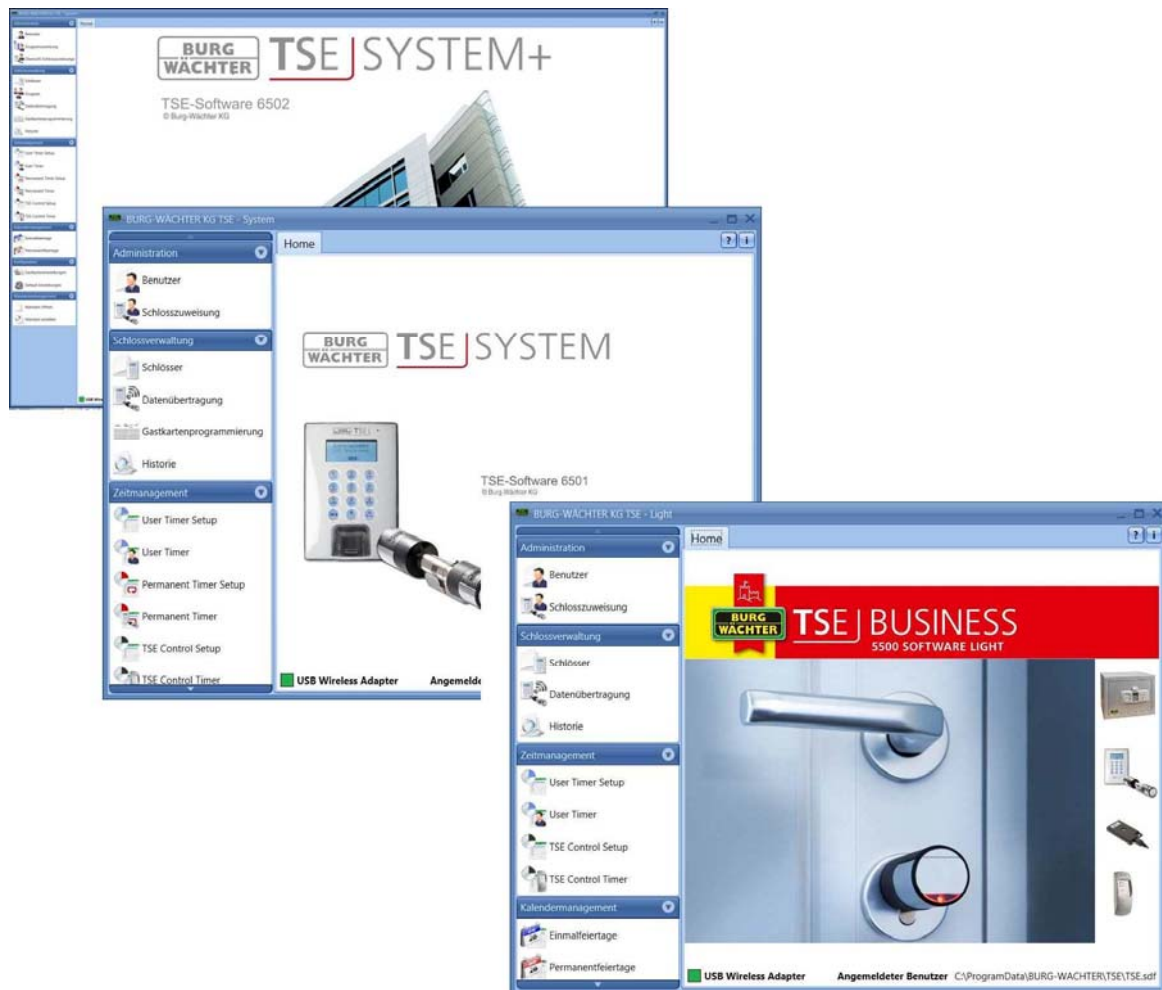 Home
BURG
WÄCHTER
TSE SYSTEM+
TSE-Software 6502
© Burg-Wächter KG
BURG-WÄCHTER KG TSE - System
Administration
Benutzer
Schlosszuweisung
Schlossverwaltung
Schlösser
Datenübertragung
Gastkartenprogrammierung
Historie
Zeitmanagement
User Timer Setup
User Timer
Permanent Timer Setup
Permanent Timer
TSE Control Setup
TSE Control Timer
Home
? i
BURG
WÄCHTER
TSE SYSTEM
TSE-Software 6501
© Burg-Wächter KG
USB Wireless Adapter
Angemelde
BURG-WÄCHTER KG TSE - Light
Administration
Benutzer
Schlosszuweisung
Schlossverwaltung
Schlösser
Datenübertragung
Historie
Zeitmanagement
User Timer Setup
User Timer
TSE Control Setup
TSE Control Timer
Kalendermanagement
Einmalfeiertage
Permanentfeiertage
Home
? i
BURG
WÄCHTER
TSE BUSINESS
5500 SOFTWARE LIGHT
USB Wireless Adapter
Angemeldeter Benutzer C:\ProgramData\BURG-WACHTER\TSE\TSE.sdf